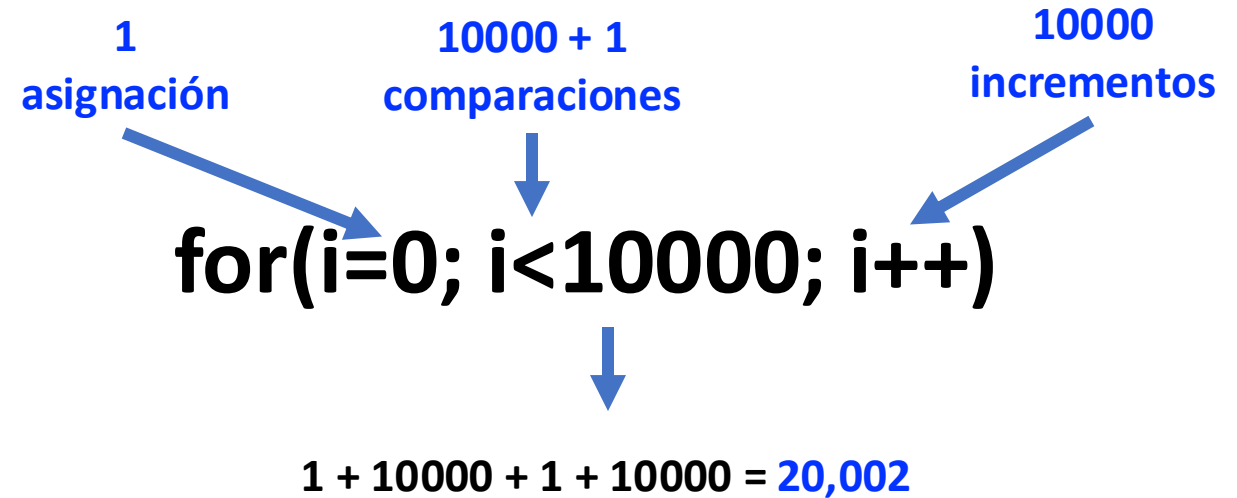 1
asignación
10000 + 1
comparaciones
10000
incrementos
for(i=0; i<10000; i++)
1 + 10000 + 1 + 10000 = 20,002